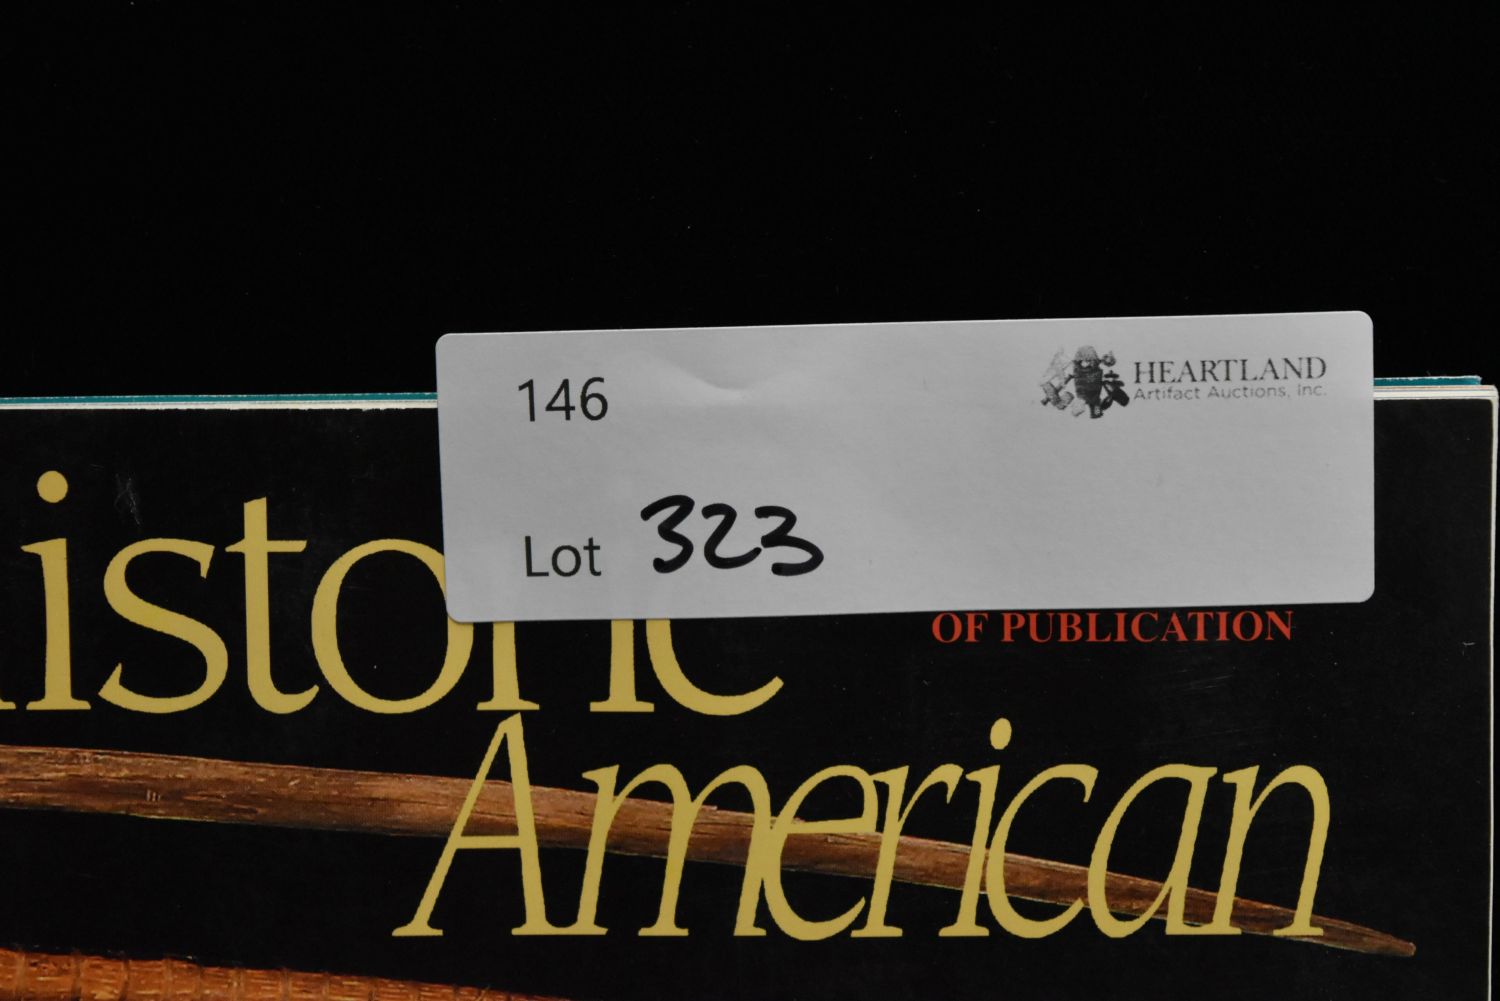 146
HEARTLAND
Artifact Auctions, Inc.
Lot 323
istoric
OF PUBLICATION
American